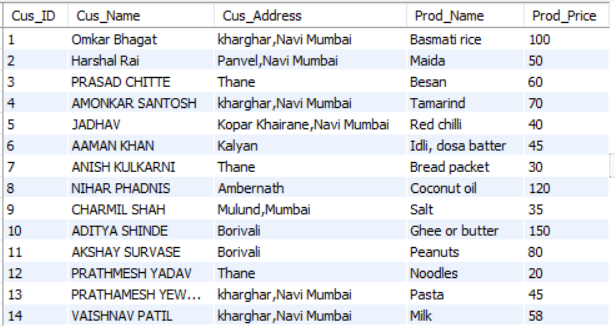 Cus_ID Cus_Name Cus_Address Prod_Name Prod_Price
1 Omkar Bhagat kharghar,Navi Mumbai Basmati rice 100
2 Harshal Rai Panvel,Navi Mumbai Maida 50
3 PRASAD CHITTE Thane Besan 60
4 AMONKAR SANTOSH kharghar,Navi Mumbai Tamarind 70
5 JADHAV Kopar Khairane,Navi Mumbai Red chilli 40
6 AAMAN KHAN Kalyan Idli, dosa batter 45
7 ANISH KULKARNI Thane Bread packet 30
8 NIHAR PHADNIS Ambernath Coconut oil 120
9 CHARMIL SHAH Mulund,Mumbai Salt 35
10 ADITYA SHINDE Borivali Ghee or butter 150
11 AKSHAY SURVASE Borivali Peanuts 80
12 PRATHMESH YADAV Thane Noodles 20
13 PRATHAMESH YEW... kharghar,Navi Mumbai Pasta 45
14 VAISHNAV PATIL kharghar,Navi Mumbai Milk 58